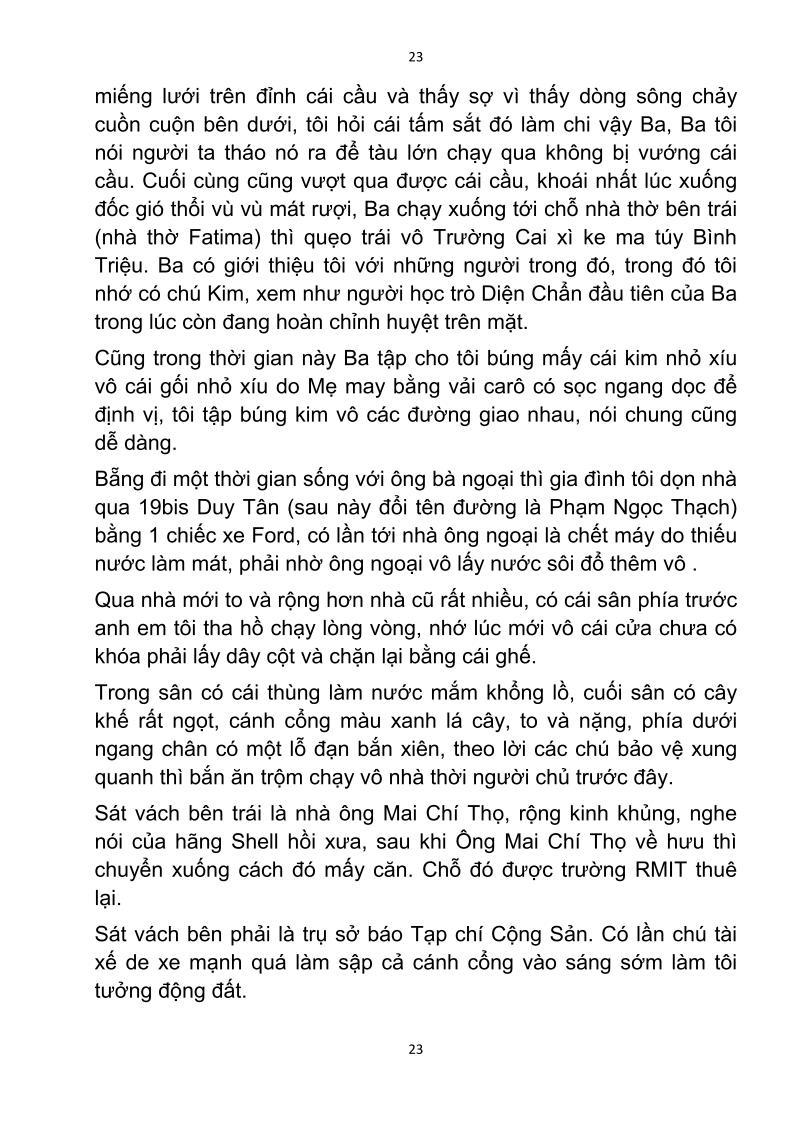 23
miếng lưới trên đỉnh cái cầu và thấy sợ vì thấy dòng sông chảy
cuồn cuộn bên dưới, tôi hỏi cái tấm sắt đó làm chi vậy Ba, Ba tôi
nói người ta tháo nó ra để tàu lớn chạy qua không bị vướng cái
cầu. Cuối cùng cũng vượt qua được cái cầu, khoái nhất lúc xuống
đốc gió thổi vù vù mát rượi, Ba chạy xuống tới chỗ nhà thờ bên trái
(nhà thờ Fatima) thì quẹo trái vô Trường Cai xì ke ma túy Bình
Triệu. Ba có giới thiệu tôi với những người trong đó, trong đó tôi
nhớ có chú Kim, xem như người học trò Diện Chẩn đầu tiên của Ba
trong lúc còn đang hoàn chỉnh huyệt trên mặt.
Cũng trong thời gian này Ba tập cho tôi búng mấy cái kim nhỏ xíu
vô cái gối nhỏ xíu do Mẹ may bằng vải carô có sọc ngang dọc để
định vị, tôi tập búng kim vô các đường giao nhau, nói chung cũng
dễ dàng.
Bẵng đi một thời gian sống với ông bà ngoại thì gia đình tôi dọn nhà
qua 19bis Duy Tân (sau này đổi tên đường là Phạm Ngọc Thạch)
bằng 1 chiếc xe Ford, có lần tới nhà ông ngoại là chết máy do thiếu
nước làm mát, phải nhờ ông ngoại vô lấy nước sôi đổ thêm vô .
Qua nhà mới to và rộng hơn nhà cũ rất nhiều, có cái sân phía trước
anh em tôi tha hồ chạy lòng vòng, nhớ lúc mới vô cái cửa chưa có
khóa phải lấy dây cột và chặn lại bằng cái ghế.
Trong sân có cái thùng làm nước mắm khổng lồ, cuối sân có cây
khế rất ngọt, cánh cổng màu xanh lá cây, to và nặng, phía dưới
ngang chân có một lỗ đạn bắn xiên, theo lời các chú bảo vệ xung
quanh thì bắn ăn trộm chạy vô nhà thời người chủ trước đây.
Sát vách bên trái là nhà ông Mai Chí Thọ, rộng kinh khủng, nghe
nói của hãng Shell hồi xưa, sau khi Ông Mai Chí Thọ về hưu thì
chuyển xuống cách đó mấy căn. Chỗ đó được trường RMIT thuê
lại.
Sát vách bên phải là trụ sở báo Tạp chí Cộng Sản. Có lần chú tài
xế de xe mạnh quá làm sập cả cánh cổng vào sáng sớm làm tôi
tưởng động đất.
23